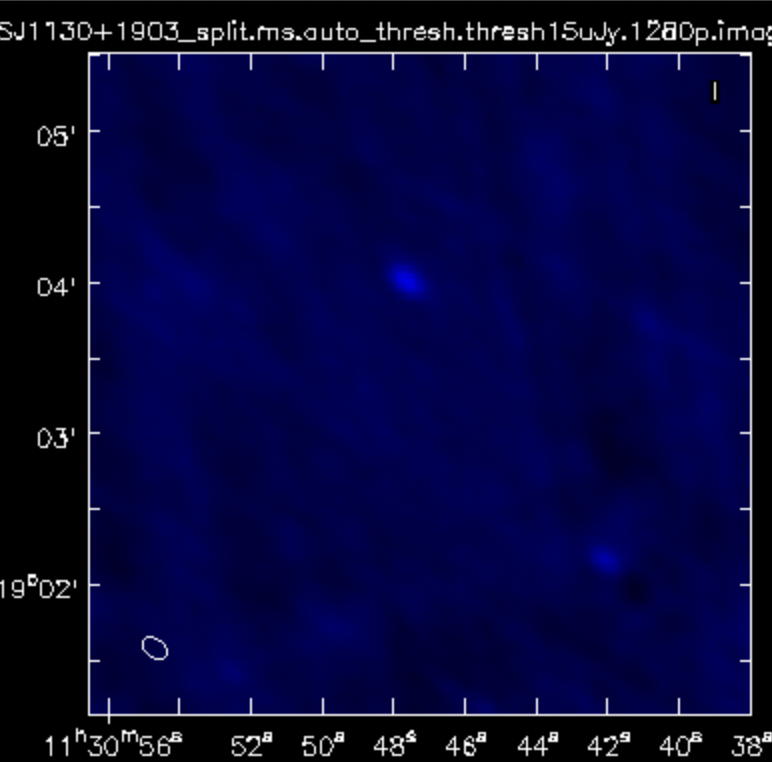 SJ1130+1903_split.ms.auto_thresh.thresh15uJy.1280p.imag
I
05'
04'
03'
19°02'
11ʰ30ᵐ56ˢ 52ˢ 50ˢ 48ˢ 46ˢ 44ˢ 42ˢ 40ˢ 38ˢ